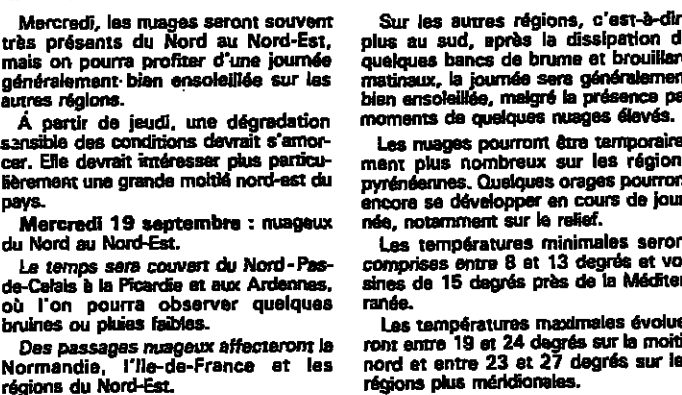 Mercredi, les nuages seront souvent
très présents du Nord au Nord-Est,
mais on pourra profiter d'une journée
généralement bien ensoleillée sur les
autres régions.
À partir de jeudi, une dégradation
sensible des conditions devrait s'amor-
cer. Elle devrait intéresser plus particu-
lièrement une grande moitié nord-est du
pays.
Mercredi 19 septembre : nuageux
du Nord au Nord-Est.
Le temps sera couvert du Nord-Pas-
de-Calais à la Picardie et aux Ardennes,
où l'on pourra observer quelques
bruines ou pluies faibles.
Des passages nuageux affecteront la
Normandie, l'Ile-de-France et les
régions du Nord-Est.
Sur les autres régions, c'est-à-dir
plus au sud, après la dissipation d
quelques bancs de brume et brouillar
matinaux, la journée sera généralemen
bien ensoleillée, malgré la présence pa
moments de quelques nuages élevés.
Les nuages pourront être temporaire
ment plus nombreux sur les région
pyrénéennes. Quelques orages pourron
encore se développer en cours de jour
née, notamment sur le relief.
Les températures minimales seron
comprises entre 8 et 13 degrés et voi
sines de 15 degrés près de la Méditer
ranée.
Les températures maximales évolue
ront entre 19 et 24 degrés sur la moiti
nord et entre 23 et 27 degrés sur le
régions plus méridionales.